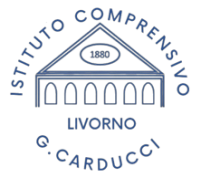 ISTITUTO COMPRENSIVO
1880
LIVORNO
G. CARDUCCI